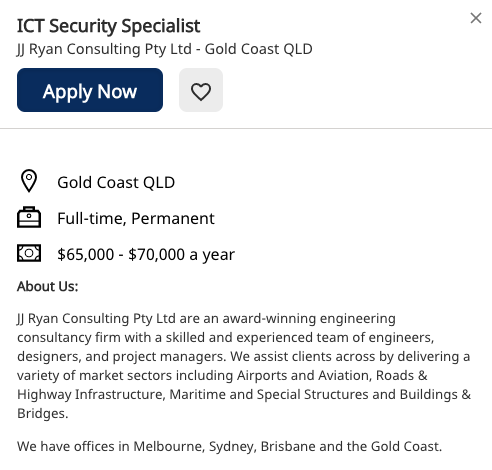 ICT Security Specialist
JJ Ryan Consulting Pty Ltd - Gold Coast QLD
Apply Now
Gold Coast QLD
Full-time, Permanent
$65,000 - $70,000 a year
About Us:
JJ Ryan Consulting Pty Ltd are an award-winning engineering
consultancy firm with a skilled and experienced team of engineers,
designers, and project managers. We assist clients across by delivering a
variety of market sectors including Airports and Aviation, Roads &
Highway Infrastructure, Maritime and Special Structures and Buildings &
Bridges.
We have offices in Melbourne, Sydney, Brisbane and the Gold Coast.